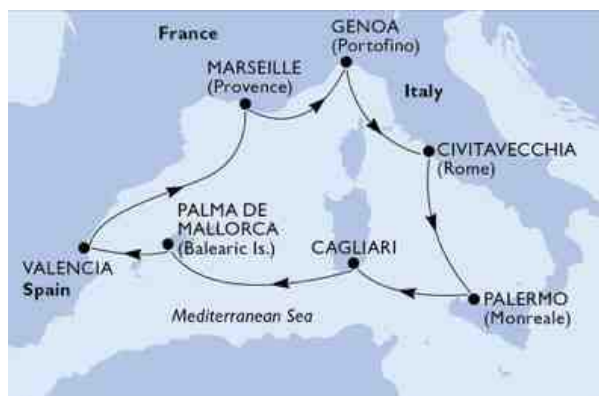 France
GENOA
(Portofino)
MARSEILLE
(Provence)
Italy
CIVITAVECCHIA
(Rome)
PALMA DE
MALLORCA
(Balearic Is.)
CAGLIARI
VALENCIA
Spain
PALERMO
(Monreale)
Mediterranean Sea